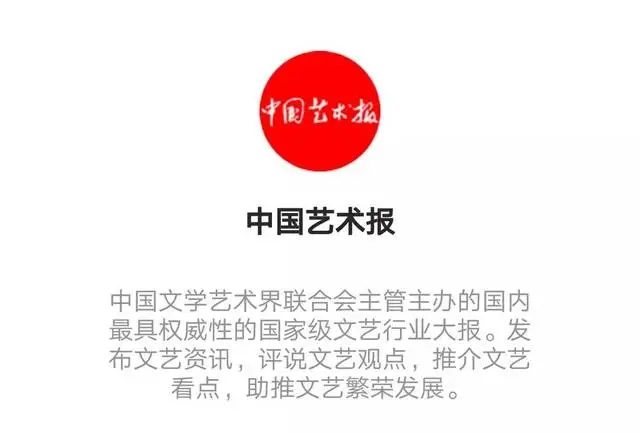 中国艺术报
中国艺术报
中国文学艺术界联合会主管主办的国内
最具权威性的国家级文艺行业大报。发
布文艺资讯，评说文艺观点，推介文艺
看点，助推文艺繁荣发展。